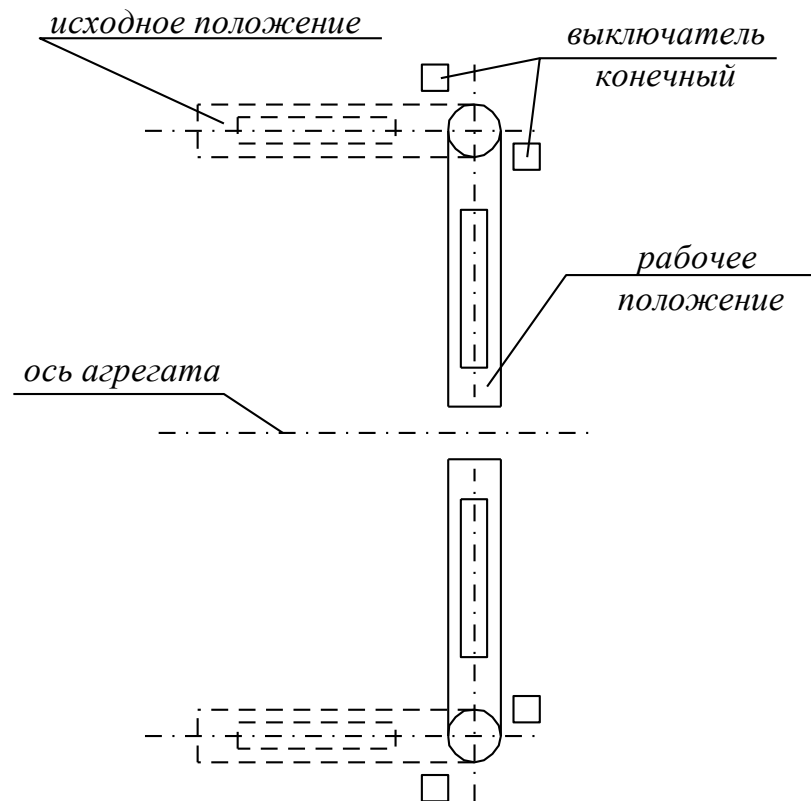 исходное положение
выключатель
конечный
рабочее
положение
ось агрегата